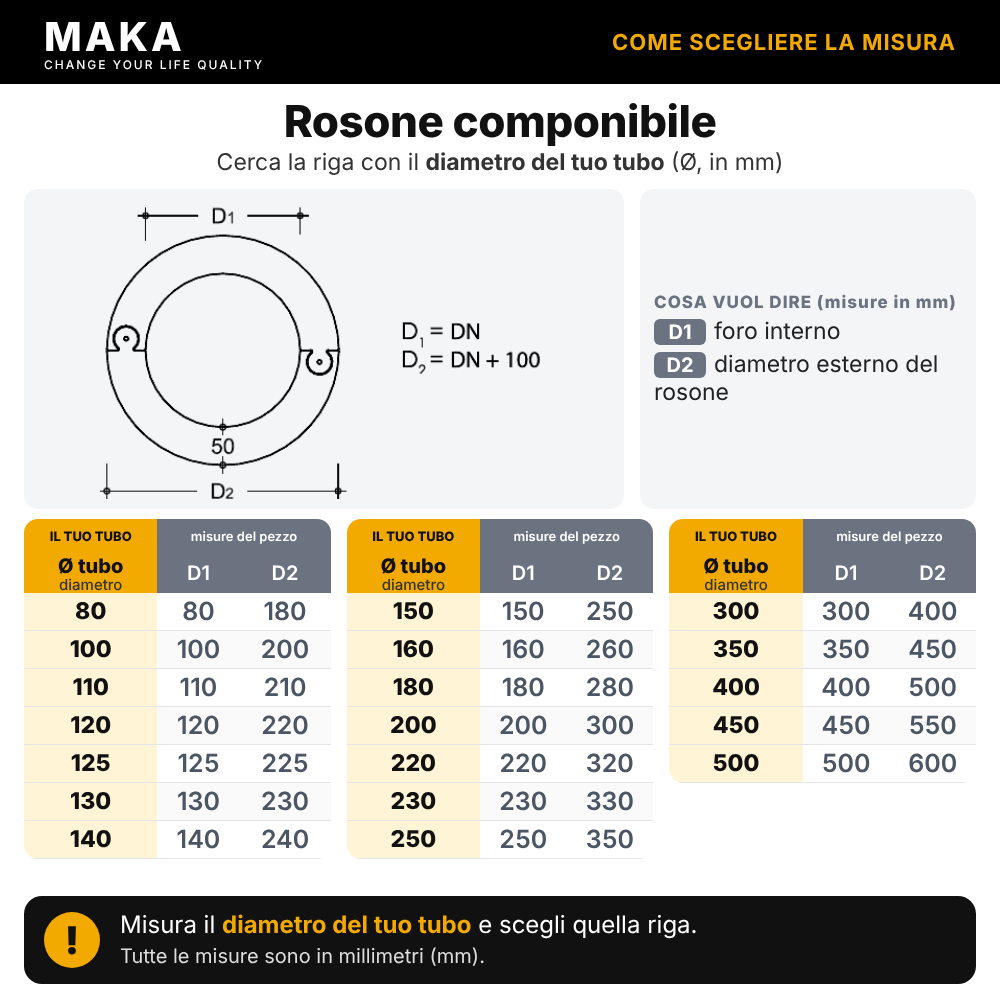 MAKA
CHANGE YOUR LIFE QUALITY
COME SCEGLIERE LA MISURA
Rosone componibile
Cerca la riga con il diametro del tuo tubo (Ø, in mm)
D1
50
D2
D1 = DN
D2 = DN + 100
COSA VUOL DIRE (misure in mm)
D1 foro interno
D2 diametro esterno del
rosone
IL TUO TUBO misure del pezzo
Ø tubo D1 D2
diametro
80 80 180
100 100 200
110 110 210
120 120 220
125 125 225
130 130 230
140 140 240
IL TUO TUBO misure del pezzo
Ø tubo D1 D2
diametro
150 150 250
160 160 260
180 180 280
200 200 300
220 220 320
230 230 330
250 250 350
IL TUO TUBO misure del pezzo
Ø tubo D1 D2
diametro
300 300 400
350 350 450
400 400 500
450 450 550
500 500 600
!
Misura il diametro del tuo tubo e scegli quella riga.
Tutte le misure sono in millimetri (mm).